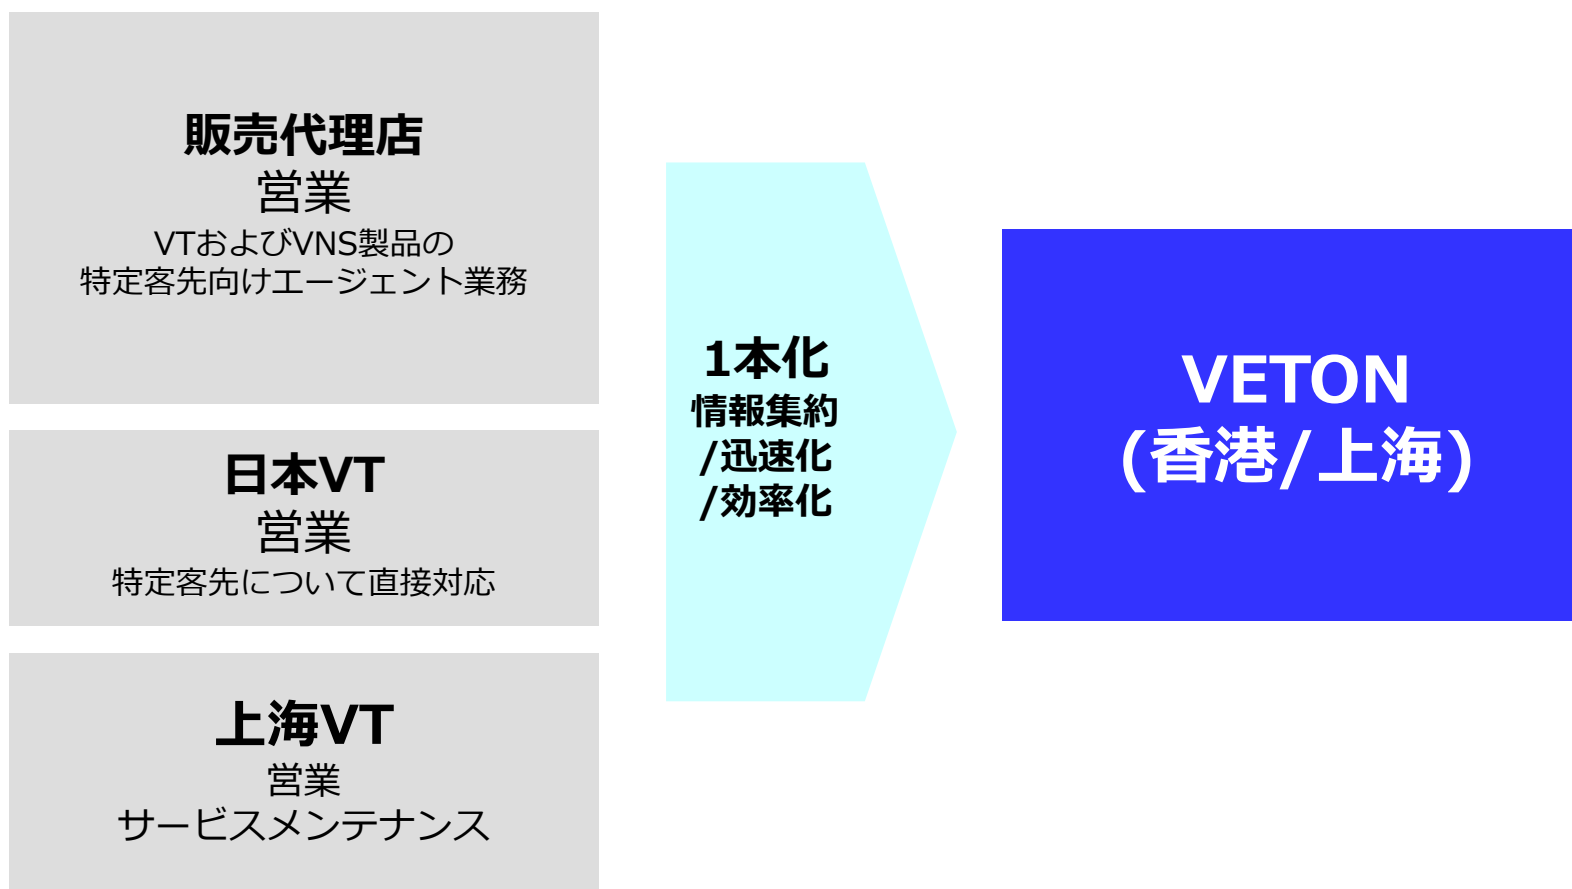 販売代理店
営業
VTおよびVNS製品の
特定客先向けエージェント業務
日本VT
営業
特定客先について直接対応
上海VT
営業
サービスメンテナンス
1本化
情報集約
/迅速化
/効率化
VETON
(香港/上海)